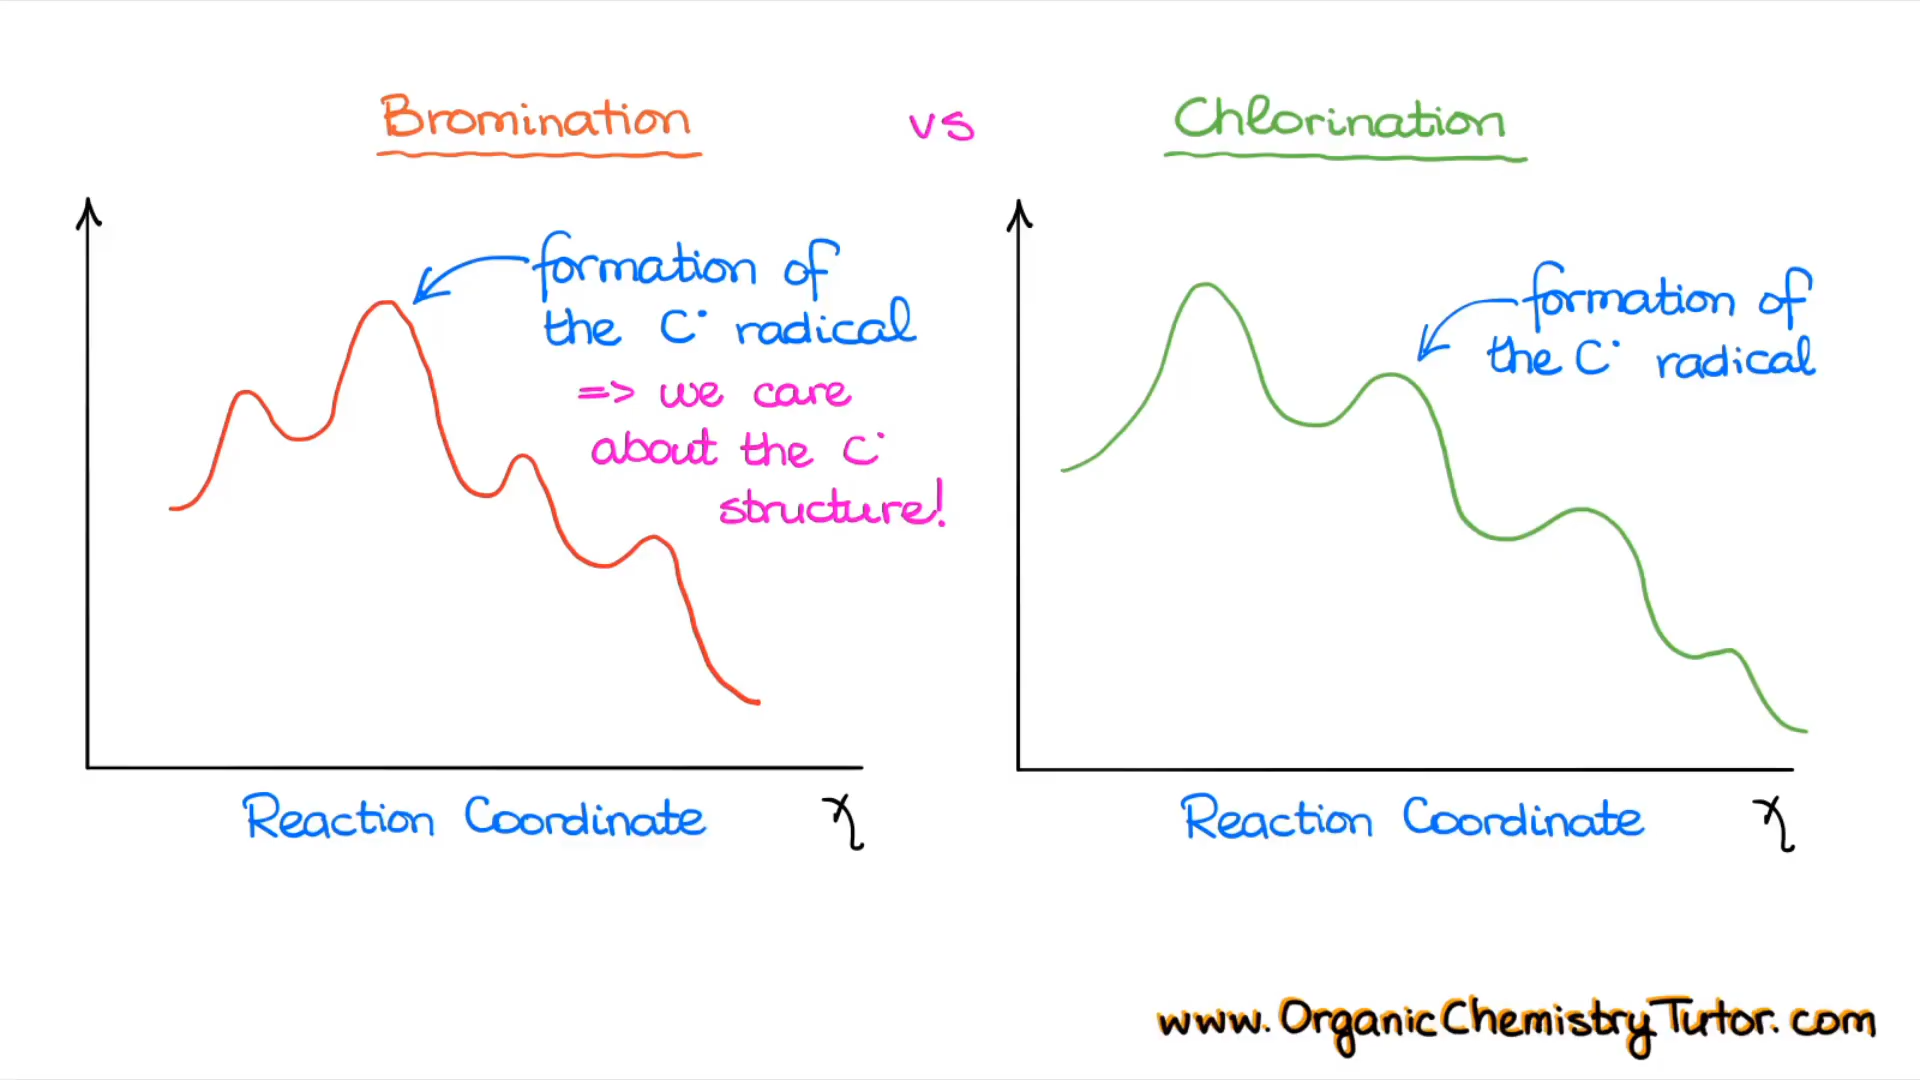 Bromination vs Chlorination
formation of
the C· radical
=> we care
about the C·
structure!
Reaction Coordinate η
formation of
the C· radical
Reaction Coordinate η
www.OrganicChemistryTutor.com